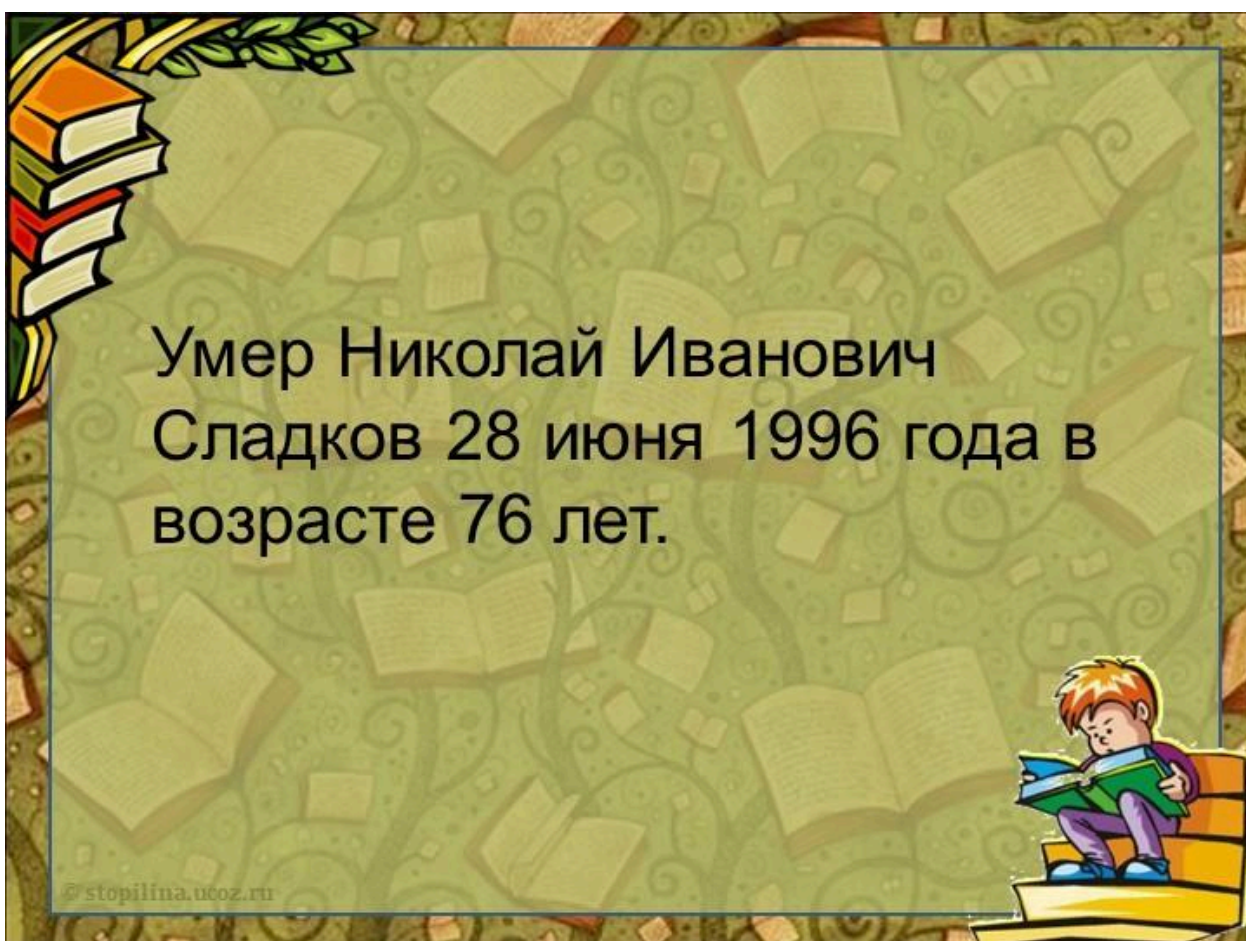 Умер Николай Иванович
Сладков 28 июня 1996 года в
возрасте 76 лет.
© stopilina.ucoz.ru